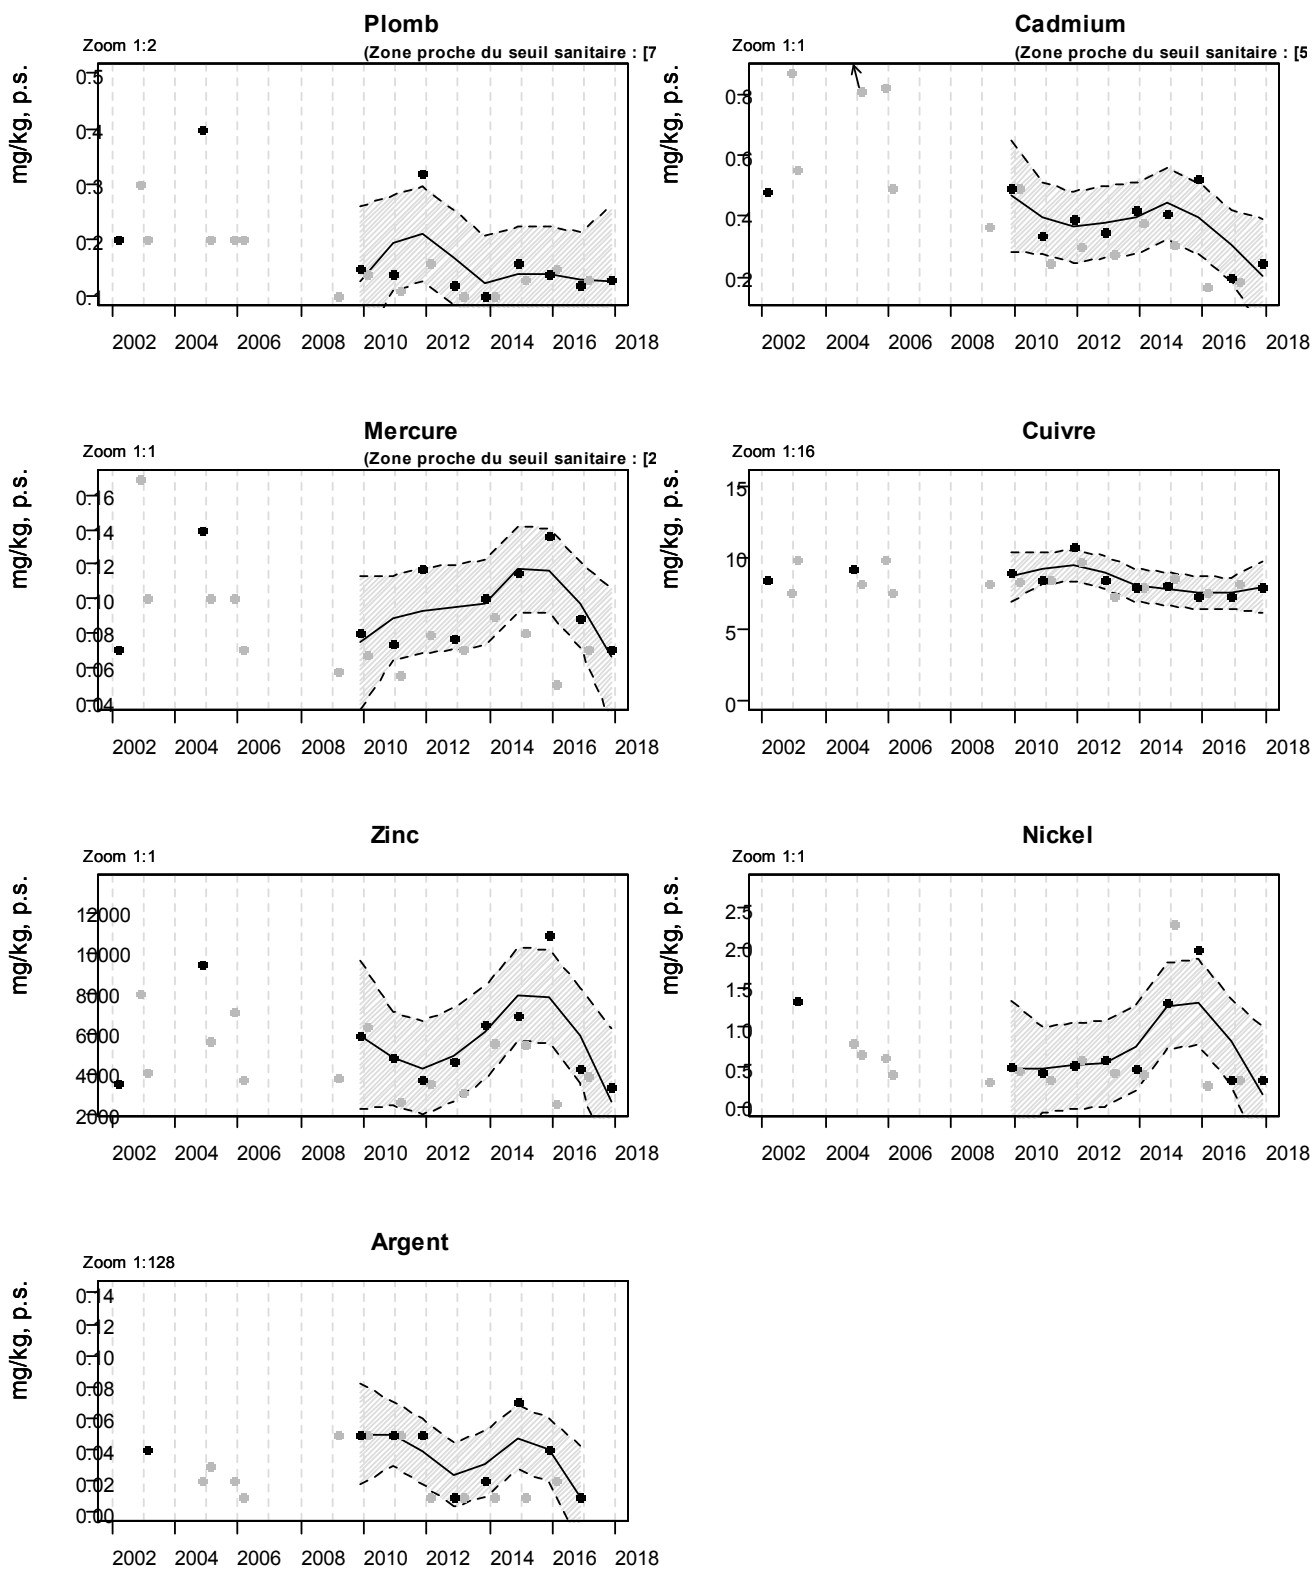 Plomb
Zoom 1:2
(Zone proche du seuil sanitaire : [7
mg/kg, p.s.
0.5
0.4
0.3
0.2
0.1
2002 2004 2006 2008 2010 2012 2014 2016 2018
Cadmium
Zoom 1:1
(Zone proche du seuil sanitaire : [5
mg/kg, p.s.
0.8
0.6
0.4
0.2
2002 2004 2006 2008 2010 2012 2014 2016 2018
Mercure
Zoom 1:1
(Zone proche du seuil sanitaire : [2
mg/kg, p.s.
0.16
0.14
0.12
0.10
0.08
0.06
0.04
2002 2004 2006 2008 2010 2012 2014 2016 2018
Cuivre
Zoom 1:16
mg/kg, p.s.
15
10
5
0
2002 2004 2006 2008 2010 2012 2014 2016 2018
Zinc
Zoom 1:1
mg/kg, p.s.
12000
10000
8000
6000
4000
2000
2002 2004 2006 2008 2010 2012 2014 2016 2018
Nickel
Zoom 1:1
mg/kg, p.s.
2.5
2.0
1.5
1.0
0.5
0.0
2002 2004 2006 2008 2010 2012 2014 2016 2018
Argent
Zoom 1:128
mg/kg, p.s.
0.14
0.12
0.10
0.08
0.06
0.04
0.02
0.00
2002 2004 2006 2008 2010 2012 2014 2016 2018